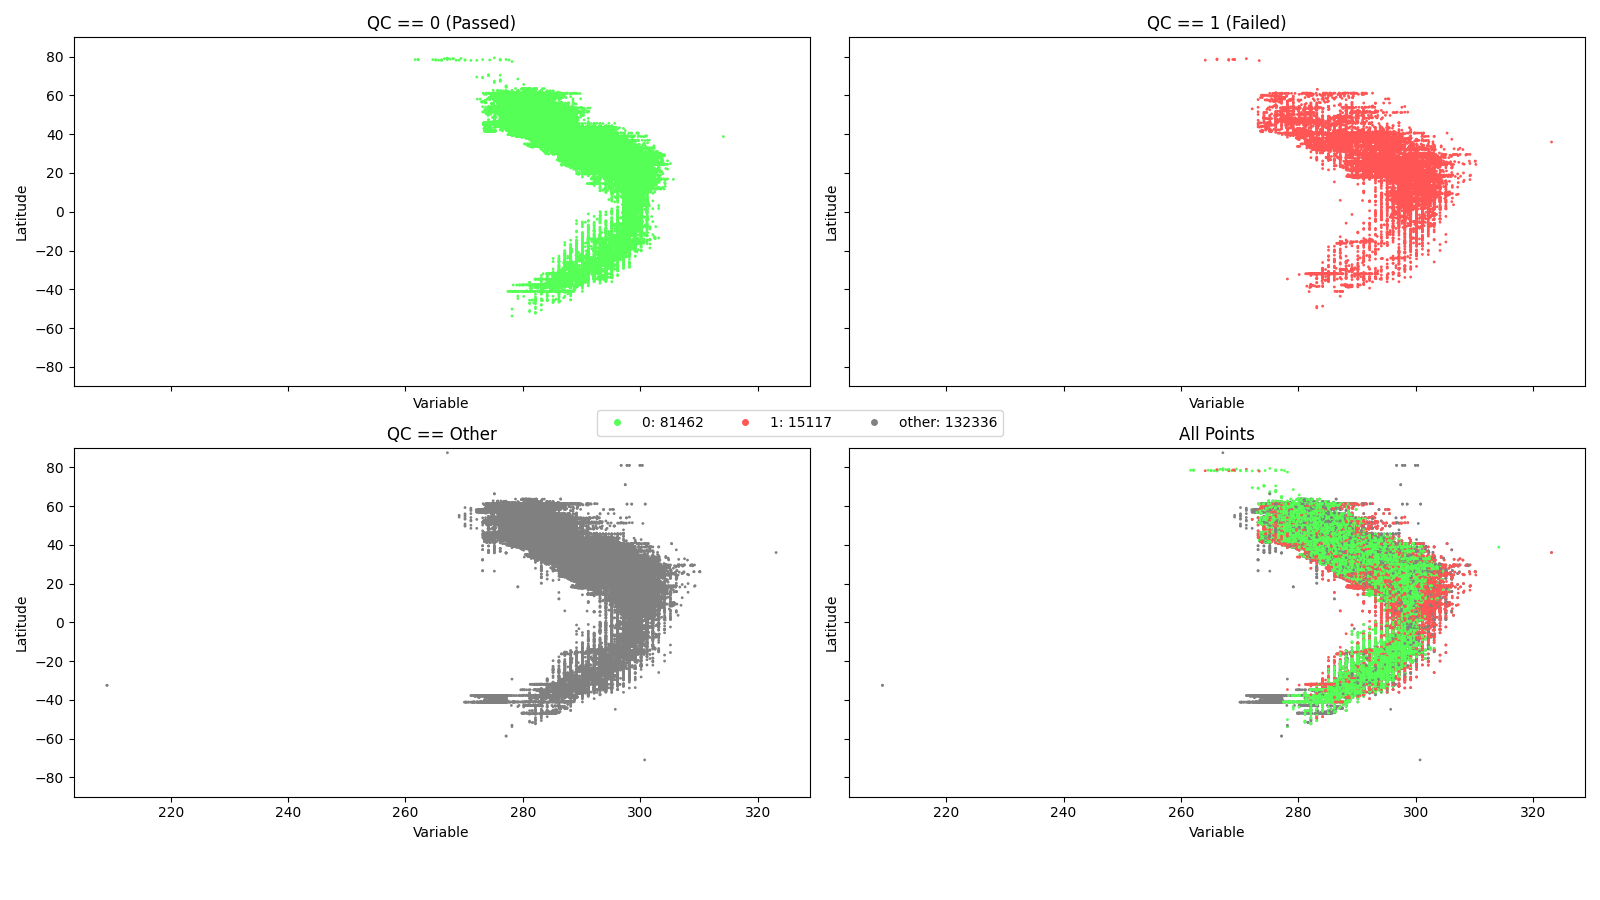 QC == 0 (Passed)
QC == 1 (Failed)
80
60
40
20
0
−20
−40
−60
−80
Latitude
Latitude
Variable
Variable
0: 81462
1: 15117
other: 132336
QC == Other
All Points
80
60
40
20
0
−20
−40
−60
−80
Latitude
Latitude
220
240
260
280
300
320
220
240
260
280
300
320
Variable
Variable